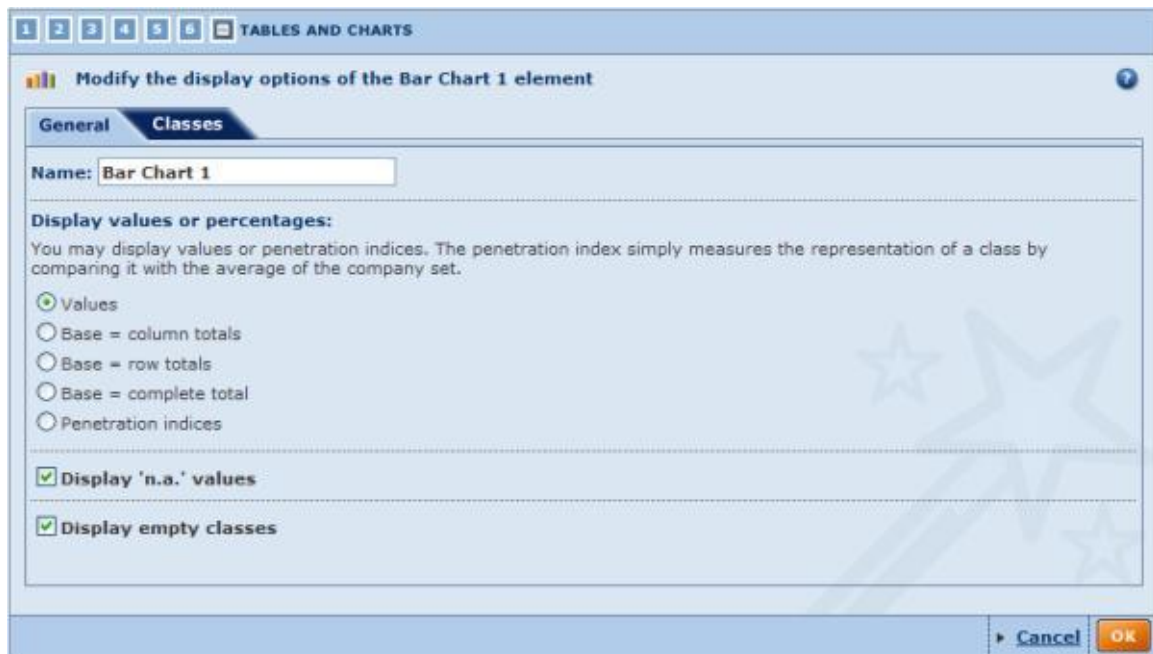 1 2 3 4 5 6 TABLES AND CHARTS
Modify the display options of the Bar Chart 1 element ?
General Classes
Name: Bar Chart 1
Display values or percentages:
You may display values or penetration indices. The penetration index simply measures the representation of a class by
comparing it with the average of the company set.
Values
Base = column totals
Base = row totals
Base = complete total
Penetration indices
Display 'n.a.' values
Display empty classes
Cancel OK